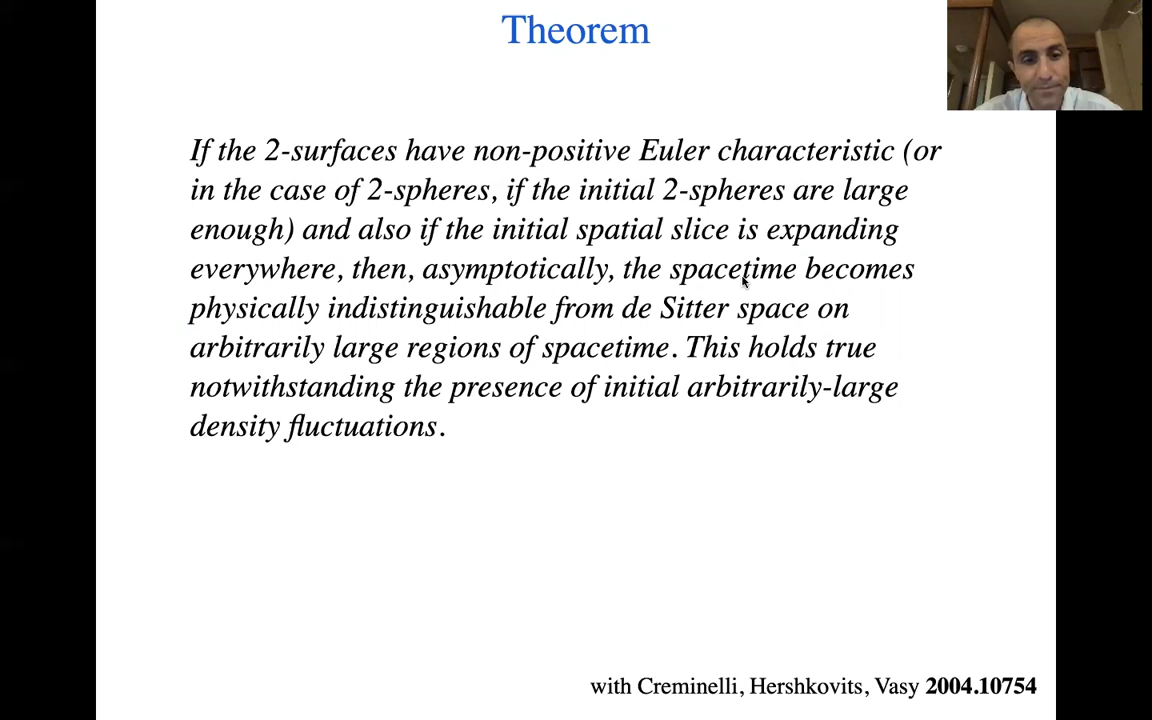 Theorem
If the 2-surfaces have non-positive Euler characteristic (or
in the case of 2-spheres, if the initial 2-spheres are large
enough) and also if the initial spatial slice is expanding
everywhere, then, asymptotically, the spacetime becomes
physically indistinguishable from de Sitter space on
arbitrarily large regions of spacetime. This holds true
notwithstanding the presence of initial arbitrarily-large
density fluctuations.
with Creminelli, Hershkovits, Vasy 2004.10754